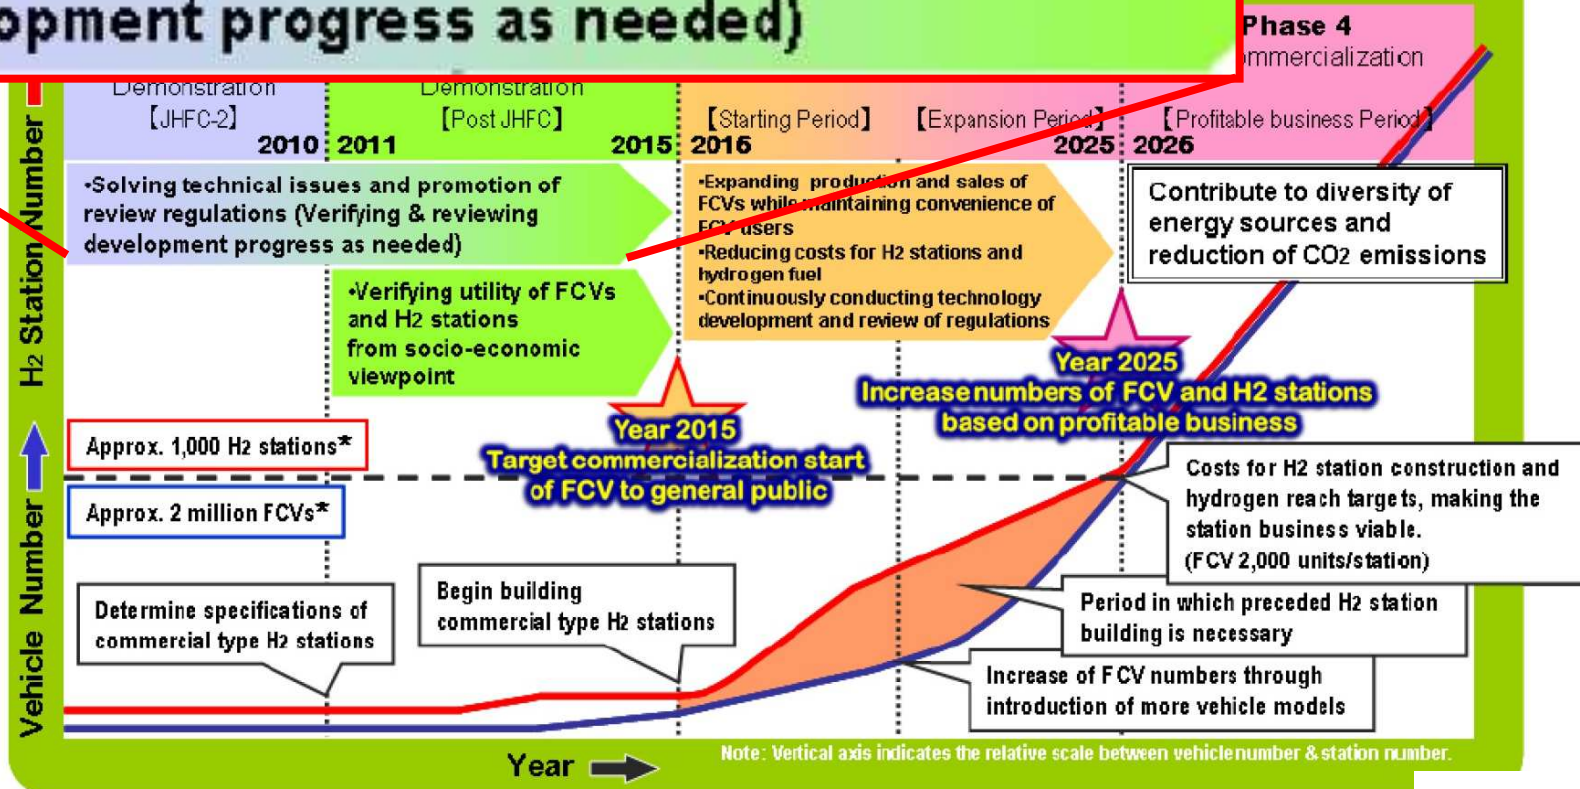 opment progress as needed)
Phase 4
ommercialization
Demonstration
【JHFC-2】
2010
Demonstration
【Post JHFC】
2011
2015
【Starting Period】
2016
【Expansion Period】
2025
【Profitable business Period】
2026
•Solving technical issues and promotion of
review regulations (Verifying & reviewing
development progress as needed)
•Verifying utility of FCVs
and H2 stations
from socio-economic
viewpoint
•Expanding production and sales of
FCVs while maintaining convenience of
FCV users
•Reducing costs for H2 stations and
hydrogen fuel
•Continuously conducting technology
development and review of regulations
Contribute to diversity of
energy sources and
reduction of CO2 emissions
Year 2025
Increase numbers of FCV and H2 stations
based on profitable business
Year 2015
Target commercialization start
of FCV to general public
Approx. 1,000 H2 stations*
Approx. 2 million FCVs*
Costs for H2 station construction and
hydrogen reach targets, making the
station business viable.
(FCV 2,000 units/station)
Period in which preceded H2 station
building is necessary
Increase of FCV numbers through
introduction of more vehicle models
Determine specifications of
commercial type H2 stations
Begin building
commercial type H2 stations
Vehicle Number
H2 Station Number
Year
Note: Vertical axis indicates the relative scale between vehicle number & station number.